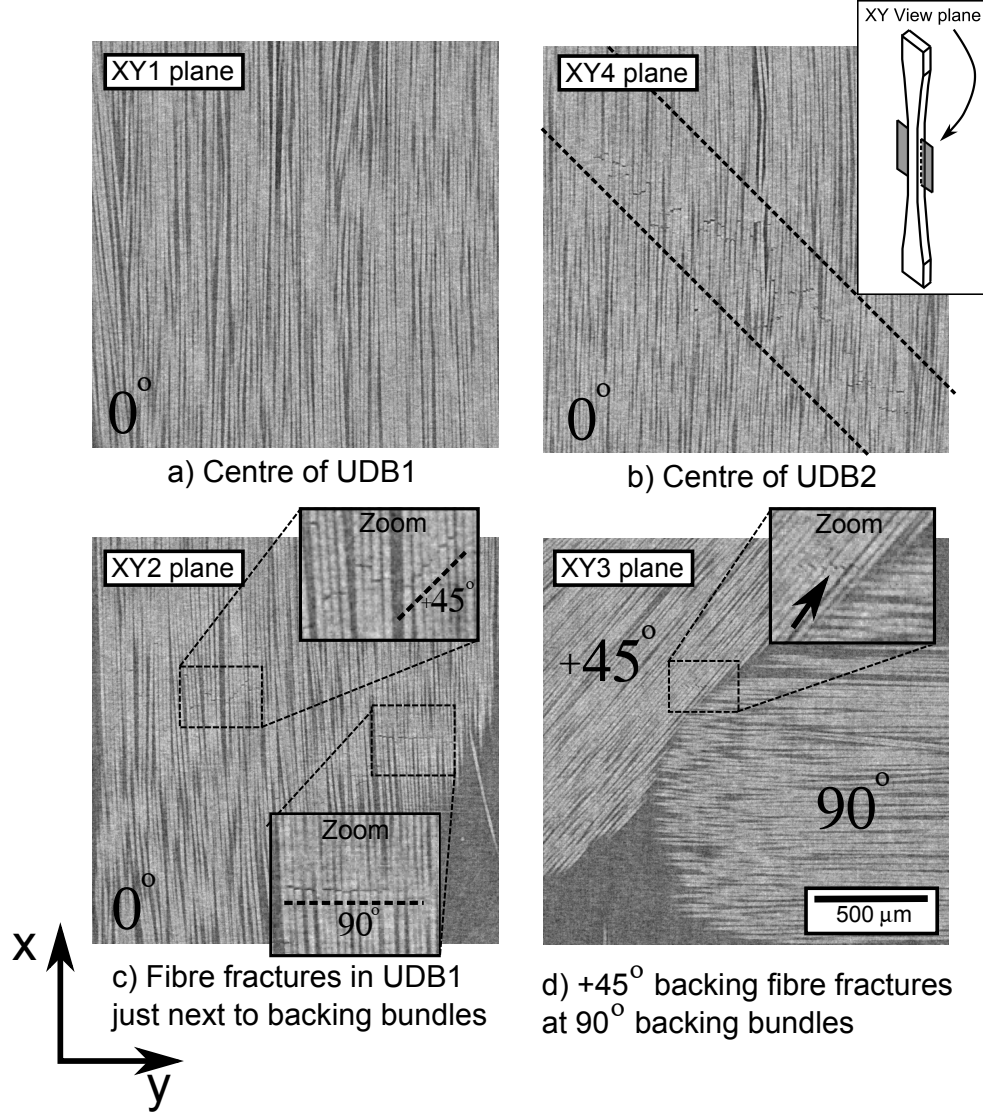 XY View plane
XY1 plane
0°
a) Centre of UDB1
XY4 plane
0°
b) Centre of UDB2
XY2 plane
Zoom
+45°
Zoom
90°
0°
c) Fibre fractures in UDB1
just next to backing bundles
XY3 plane
Zoom
+45°
90°
500 µm
d) +45° backing fibre fractures
at 90° backing bundles
x
y